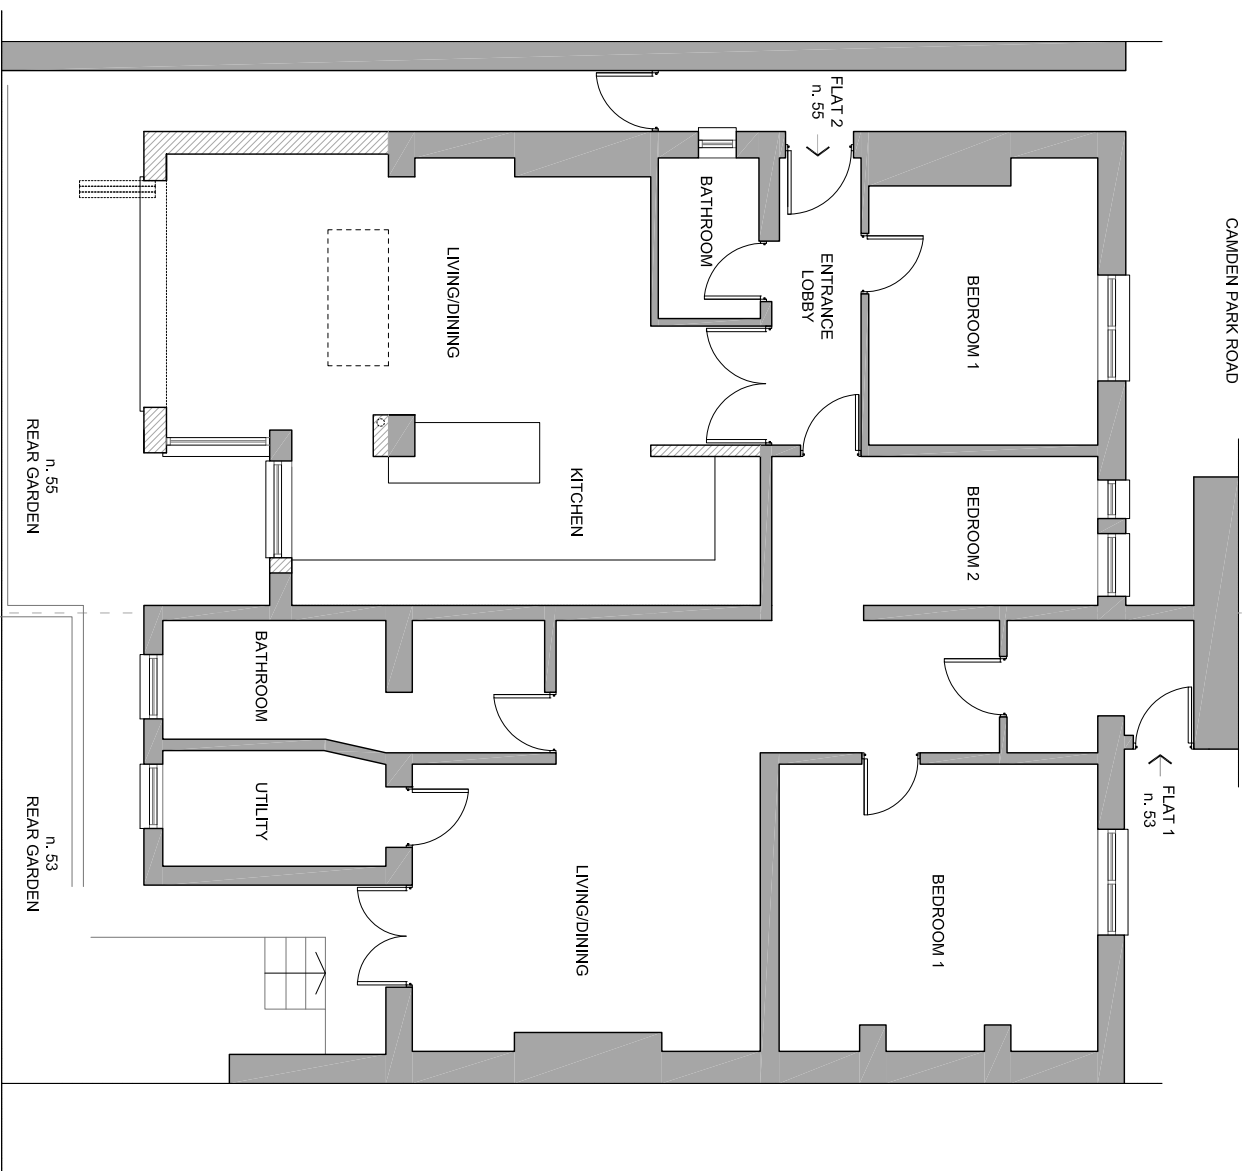 CAMDEN PARK ROAD
FLAT 2
n. 55
BEDROOM 1
ENTRANCE
LOBBY
BATHROOM
LIVING/DINING
KITCHEN
BEDROOM 2
n. 55
REAR GARDEN
FLAT 1
n. 53
BEDROOM 1
LIVING/DINING
BATHROOM
UTILITY
n. 53
REAR GARDEN